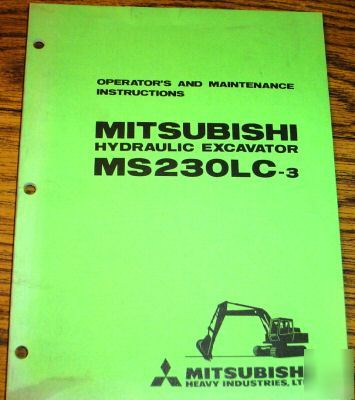 OPERATOR'S AND MAINTENANCE
INSTRUCTIONS
MITSUBISHI
HYDRAULIC EXCAVATOR
MS230LC-3
MITSUBISHI
HEAVY INDUSTRIES, LT